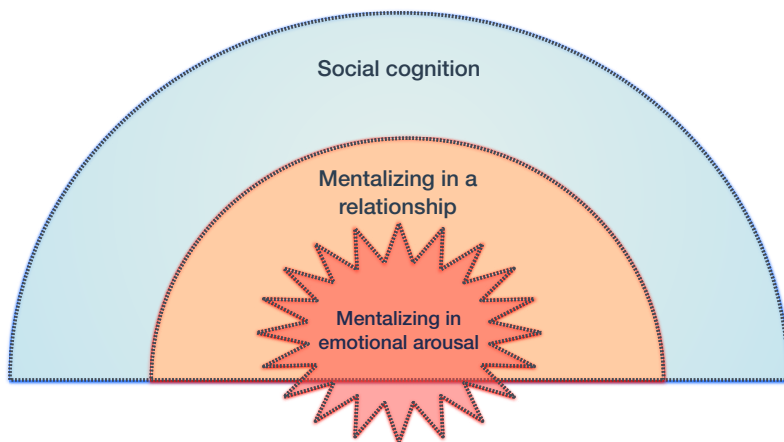 Social cognition
Mentalizing in a
relationship
Mentalizing in
emotional arousal